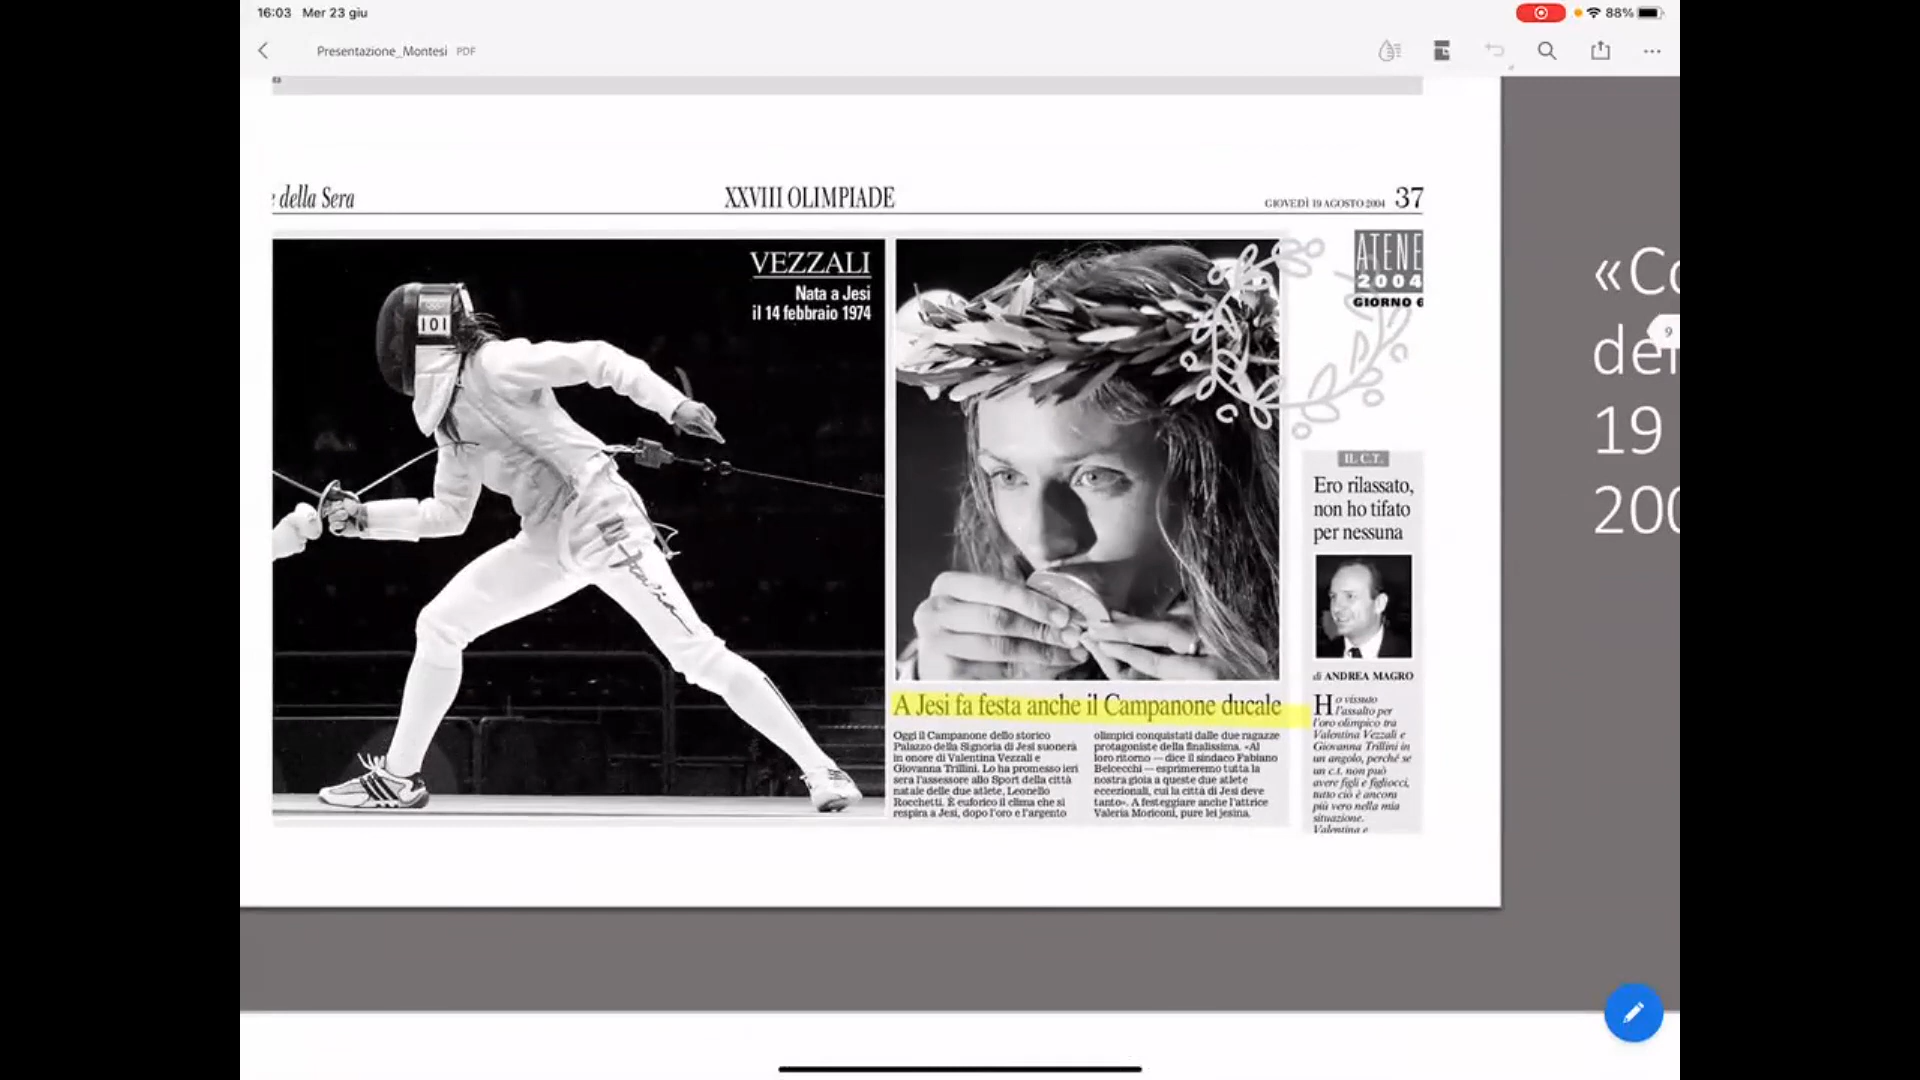 16:03 Mer 23 giu
88%
Presentazione_Montesi PDF
della Sera
XXVIII OLIMPIADE
GIOVEDÌ 19 AGOSTO 2004 37
VEZZALI
Nata a Jesi
il 14 febbraio 1974
101
Italia
ATENE
2004
GIORNO 6
IL C.T.
Ero rilassato,
non ho tifato
per nessuna
di ANDREA MAGRO
Ho vissuto
l'assalto per
l'oro olimpico tra
Valentina Vezzali e
Giovanna Trillini in
un angolo, perché se
un c.t. non può
avere figli e figliocci,
tutto ciò è ancora
più vero nella mia
situazione.
Valentina e
A Jesi fa festa anche il Campanone ducale
Oggi il Campanone dello storico
Palazzo della Signoria di Jesi suonerà
in onore di Valentina Vezzali e
Giovanna Trillini. Lo ha promesso ieri
sera l'assessore allo Sport della città
natale delle due atlete, Leonello
Rocchetti. È euforico il clima che si
respira a Jesi, dopo l'oro e l'argento
olimpici conquistati dalle due ragazze
protagoniste della finalissima. «Al
loro ritorno — dice il sindaco Fabiano
Belcecchi — esprimeremo tutta la
nostra gioia a queste due atlete
eccezionali, cui la città di Jesi deve
tanto». A festeggiare anche l'attrice
Valeria Moriconi, pure lei jesina.
«Co
del
19
200
9